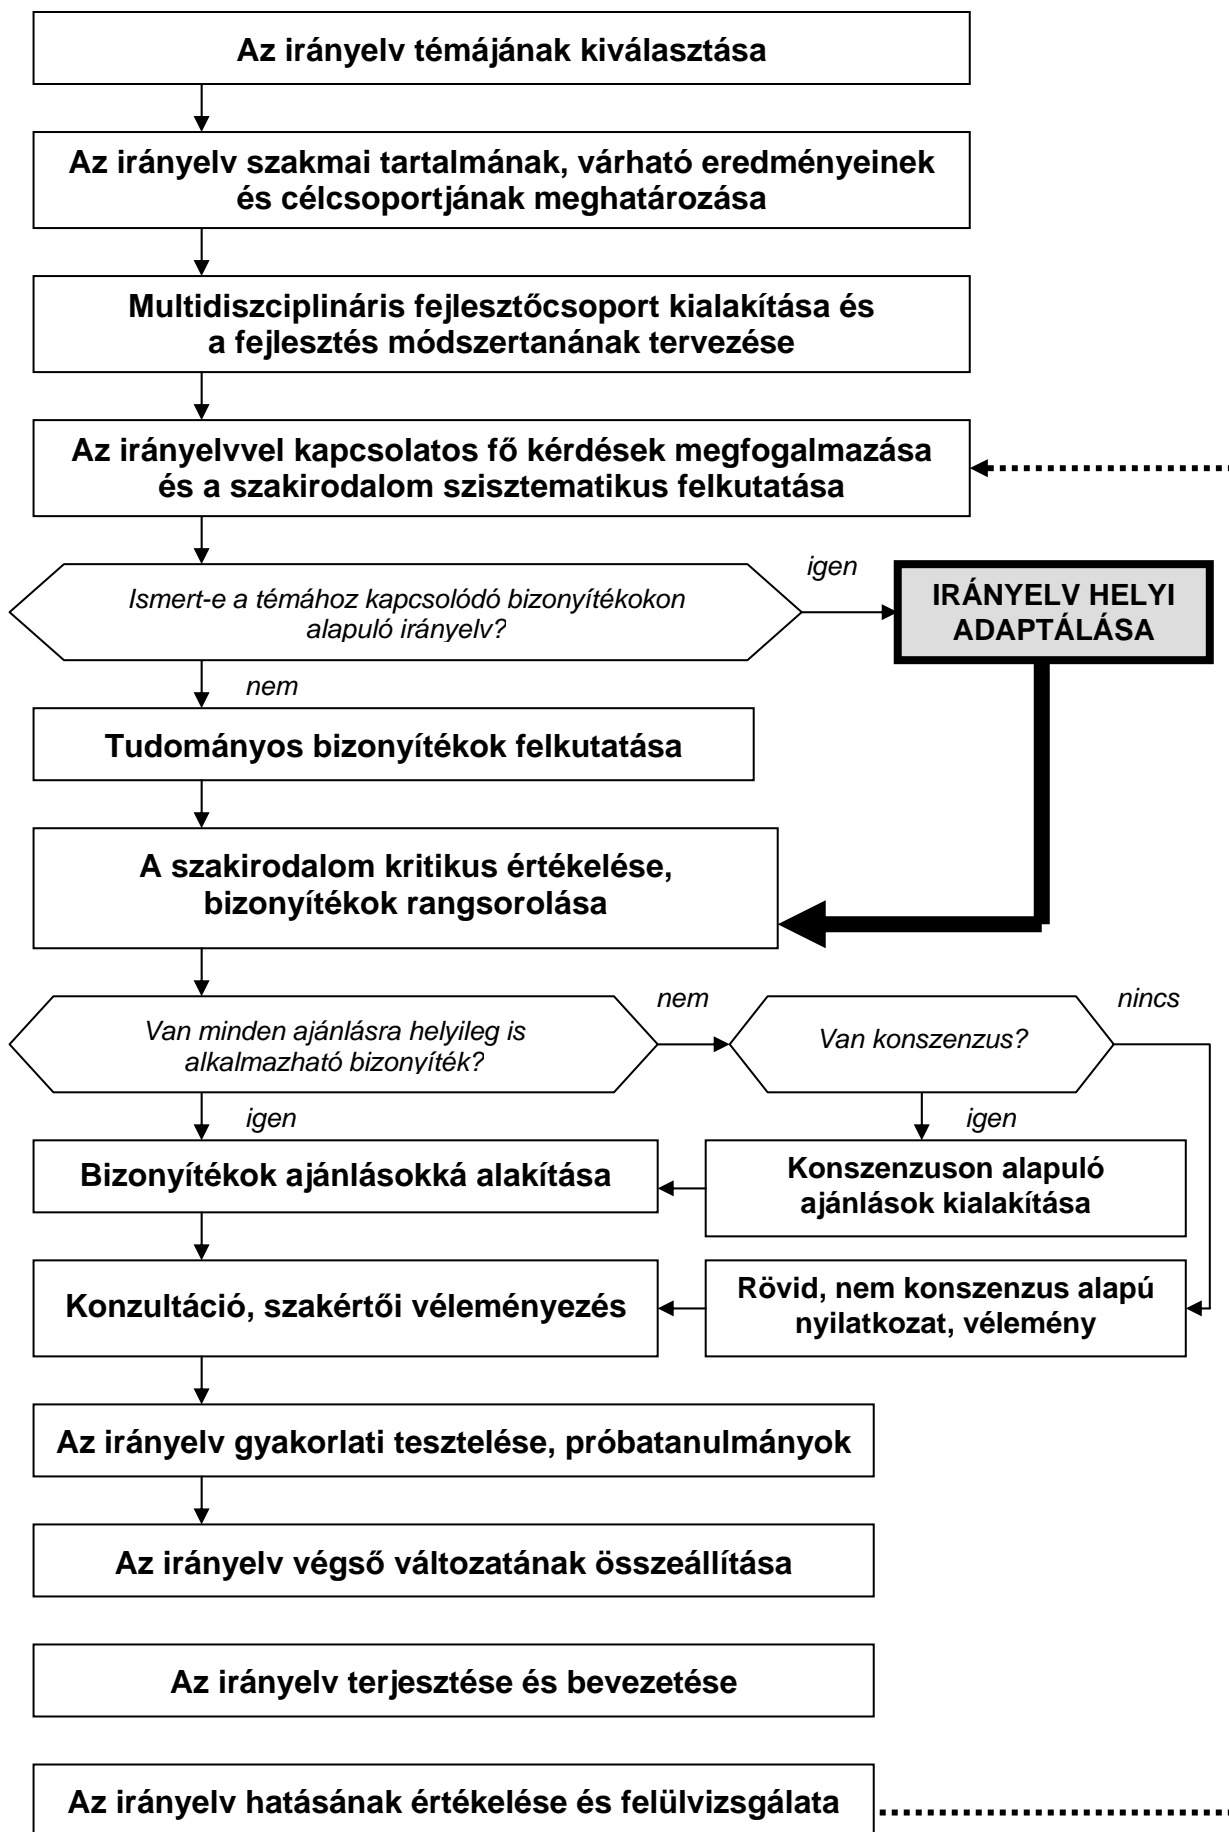 Az irányelv témájának kiválasztása
Az irányelv szakmai tartalmának, várható eredményeinek
és célcsoportjának meghatározása
Multidiszciplináris fejlesztőcsoport kialakítása és
a fejlesztés módszertanának tervezése
Az irányelvvel kapcsolatos fő kérdések megfogalmazása
és a szakirodalom szisztematikus felkutatása
Ismert-e a témához kapcsolódó bizonyítékokon
alapuló irányelv?
igen
IRÁNYELV HELYI
ADAPTÁLÁSA
nem
Tudományos bizonyítékok felkutatása
A szakirodalom kritikus értékelése,
bizonyítékok rangsorolása
Van minden ajánlásra helyileg is
alkalmazható bizonyíték?
nem
Van konszenzus?
nincs
igen
igen
Bizonyítékok ajánlásokká alakítása
Konszenzuson alapuló
ajánlások kialakítása
Konzultáció, szakértői véleményezés
Rövid, nem konszenzus alapú
nyilatkozat, vélemény
Az irányelv gyakorlati tesztelése, próbatanulmányok
Az irányelv végső változatának összeállítása
Az irányelv terjesztése és bevezetése
Az irányelv hatásának értékelése és felülvizsgálata